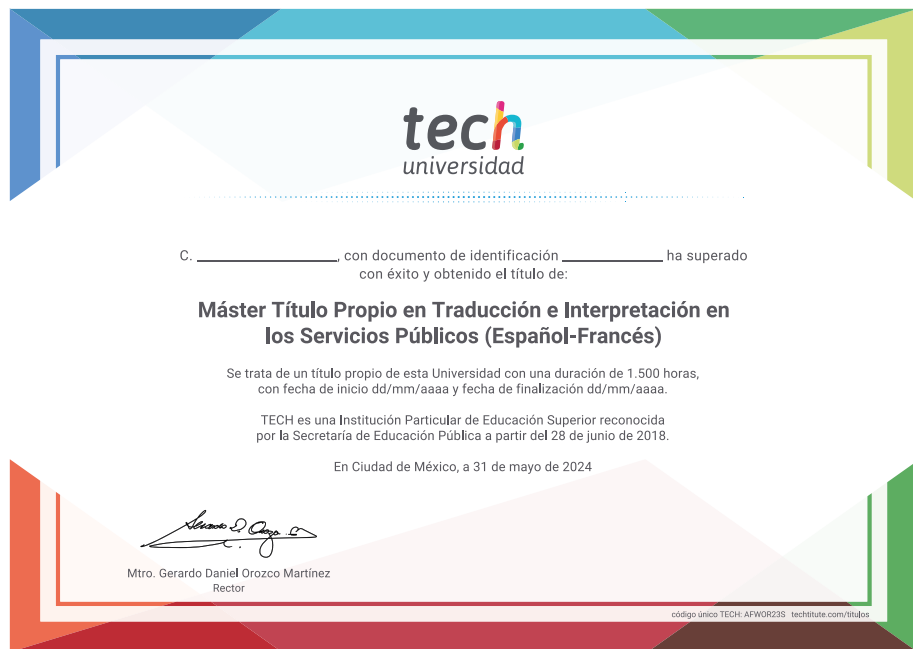 tech
universidad
C. ________________, con documento de identificación ____________ ha superado
con éxito y obtenido el título de:
Máster Título Propio en Traducción e Interpretación en
los Servicios Públicos (Español-Francés)
Se trata de un título propio de esta Universidad con una duración de 1.500 horas,
con fecha de inicio dd/mm/aaaa y fecha de finalización dd/mm/aaaa.
TECH es una Institución Particular de Educación Superior reconocida
por la Secretaría de Educación Pública a partir del 28 de junio de 2018.
En Ciudad de México, a 31 de mayo de 2024
Mtro. Gerardo Daniel Orozco Martínez
Rector
código único TECH: AFWOR23S techtitute.com/titulos